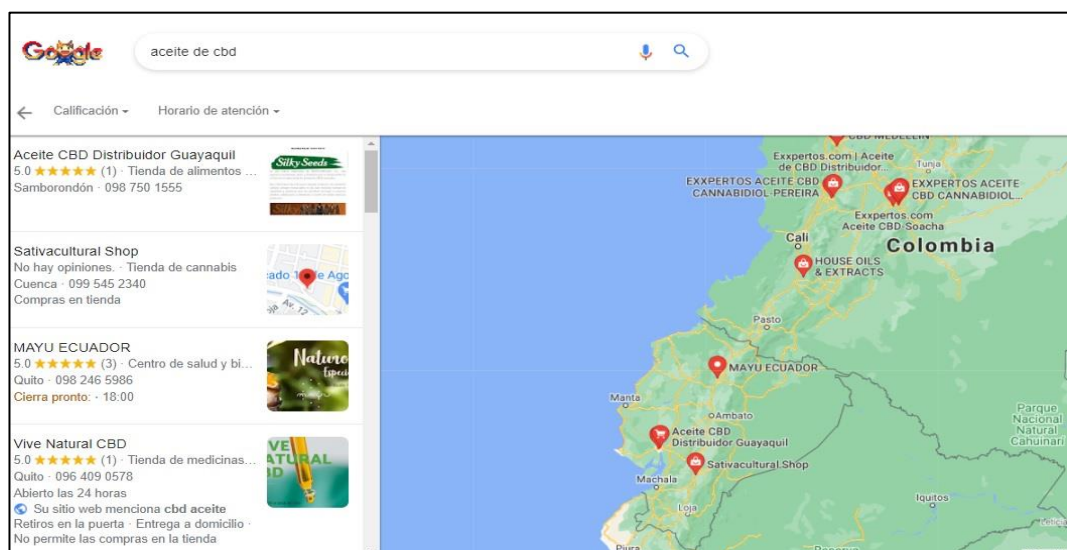 Google
aceite de cbd
Calificación
Horario de atención
Aceite CBD Distribuidor Guayaquil
5.0 ★★★★★ (1) · Tienda de alimentos ...
Samborondón · 098 750 1555
Silky Seeds
Sativacultural Shop
No hay opiniones. · Tienda de cannabis
Cuenca · 099 545 2340
Compras en tienda
MAYU ECUADOR
5.0 ★★★★★ (3) · Centro de salud y bi...
Quito · 098 246 5986
Cierra pronto: · 18:00
Vive Natural CBD
5.0 ★★★★★ (1) · Tienda de medicinas...
Quito · 096 409 0578
Abierto las 24 horas
Su sitio web menciona cbd aceite
Retiros en la puerta · Entrega a domicilio ·
No permite las compras en la tienda
CBD MEDELLIN
Exxpertos.com | Aceite
de CBD Distribuidor...
Tunja
EXXPERTOS ACEITE CBD
CANNABIDIOL PEREIRA
EXXPERTOS ACEITE
CBD CANNABIDIOL...
Exxpertos.com
Aceite CBD-Soacha
Cali
Colombia
HOUSE OILS
& EXTRACTS
Pasto
MAYU ECUADOR
Manta
Ambato
Parque
Nacional
Natural
Cahuinarí
Aceite CBD
Distribuidor Guayaquil
Sativacultural Shop
Machala
Loja
Iquitos
Leticia
Piura
Reserva